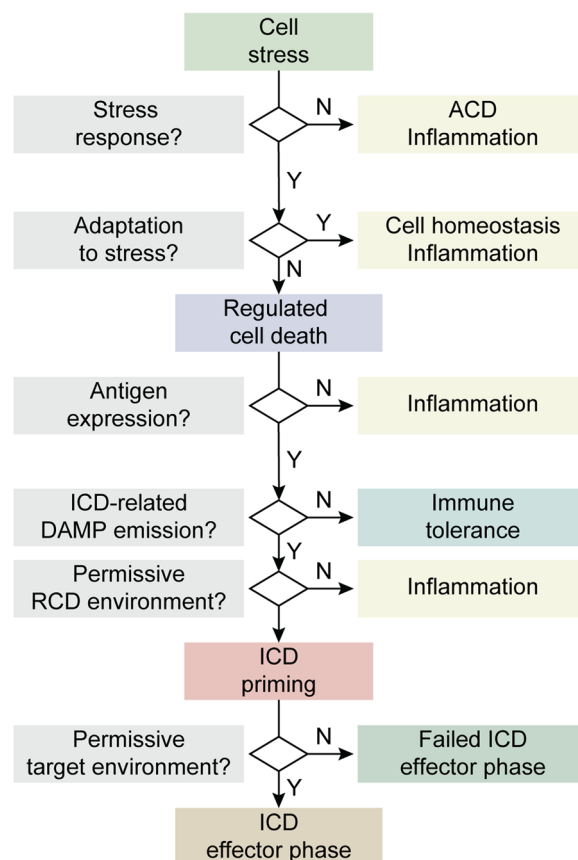 Cell
stress
Stress
response?
N
ACD
Inflammation
Y
Adaptation
to stress?
Y
Cell homeostasis
Inflammation
N
Regulated
cell death
Antigen
expression?
N
Inflammation
Y
ICD-related
DAMP emission?
N
Immune
tolerance
Y
Permissive
RCD environment?
N
Inflammation
ICD
priming
Permissive
target environment?
N
Failed ICD
effector phase
Y
ICD
effector phase